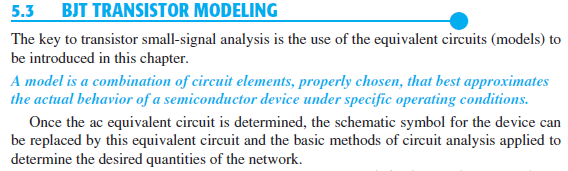 5.3 BJT TRANSISTOR MODELING
The key to transistor small-signal analysis is the use of the equivalent circuits (models) to
be introduced in this chapter.
A model is a combination of circuit elements, properly chosen, that best approximates
the actual behavior of a semiconductor device under specific operating conditions.
Once the ac equivalent circuit is determined, the schematic symbol for the device can
be replaced by this equivalent circuit and the basic methods of circuit analysis applied to
determine the desired quantities of the network.